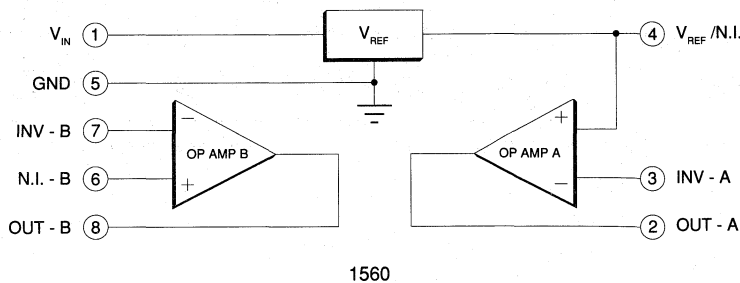 V_IN 1 V_REF 4 V_REF /N.I.
GND 5
INV - B 7 − +
OP AMP B OP AMP A
N.I. - B 6 + − 3 INV - A
OUT - B 8 2 OUT - A
1560